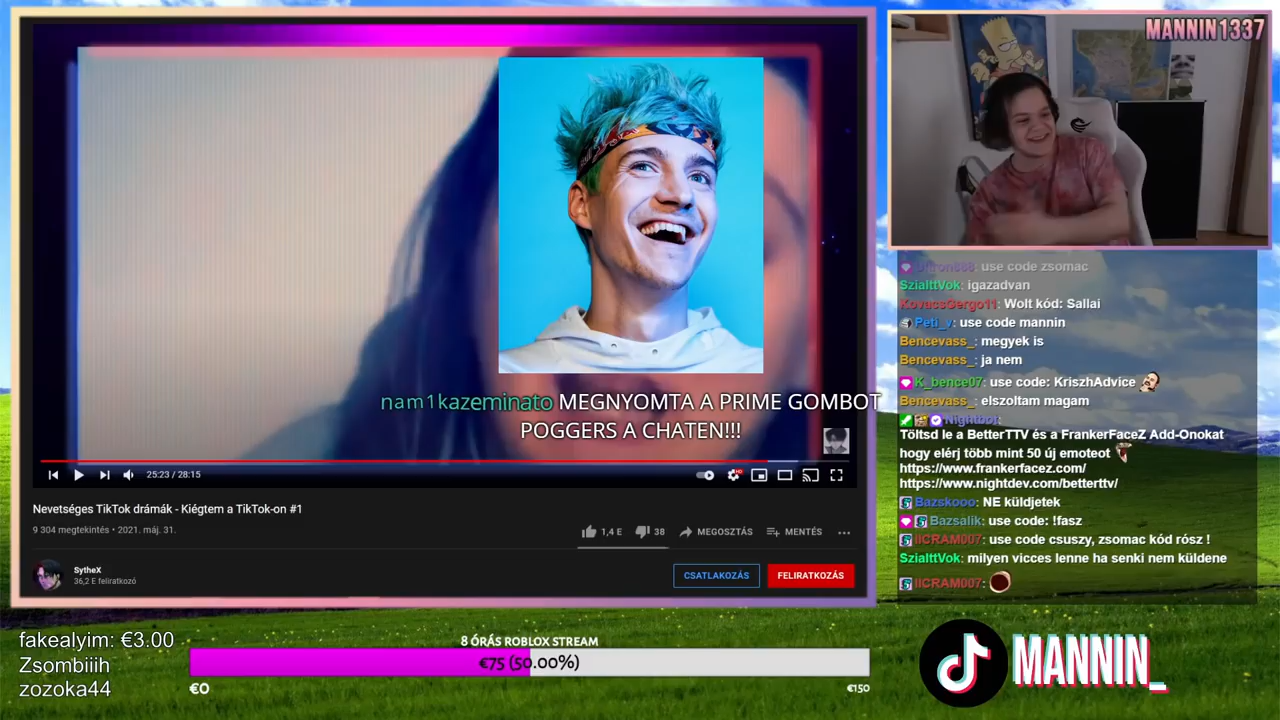 MANNIN1337
nam1kazeminato MEGNYOMTA A PRIME GOMBOT
POGGERS A CHATEN!!!
25:23 / 28:15
HD
Nevetséges TikTok drámák - Kiégtem a TikTok-on #1
9 304 megtekintés • 2021. máj. 31.
1,4 E
38
MEGOSZTÁS
MENTÉS
SytheX
36,2 E feliratkozó
CSATLAKOZÁS
FELIRATKOZÁS
use code zsomac
SzialttVok: igazadvan
KovacsGergo11: Wolt kód: Sallai
Peti_v: use code mannin
Bencevass_: megyek is
Bencevass_: ja nem
K_bence07: use code: KriszhAdvice
Bencevass_: elszoltam magam
Nightbot:
Töltsd le a BetterTTV és a FrankerFaceZ Add-Onokat
hogy elérj több mint 50 új emoteot
https://www.frankerfacez.com/
https://www.nightdev.com/betterttv/
Bazskooo: NE küldjetek
Bazsalik: use code: !fasz
IICRAM007: use code csuszy, zsomac kód rósz !
SzialttVok: milyen vicces lenne ha senki nem küldene
IICRAM007:
fakealyim: €3.00
Zsombiiih
zozoka44
8 ÓRÁS ROBLOX STREAM
€75 (50.00%)
€0
€150
MANNIN_